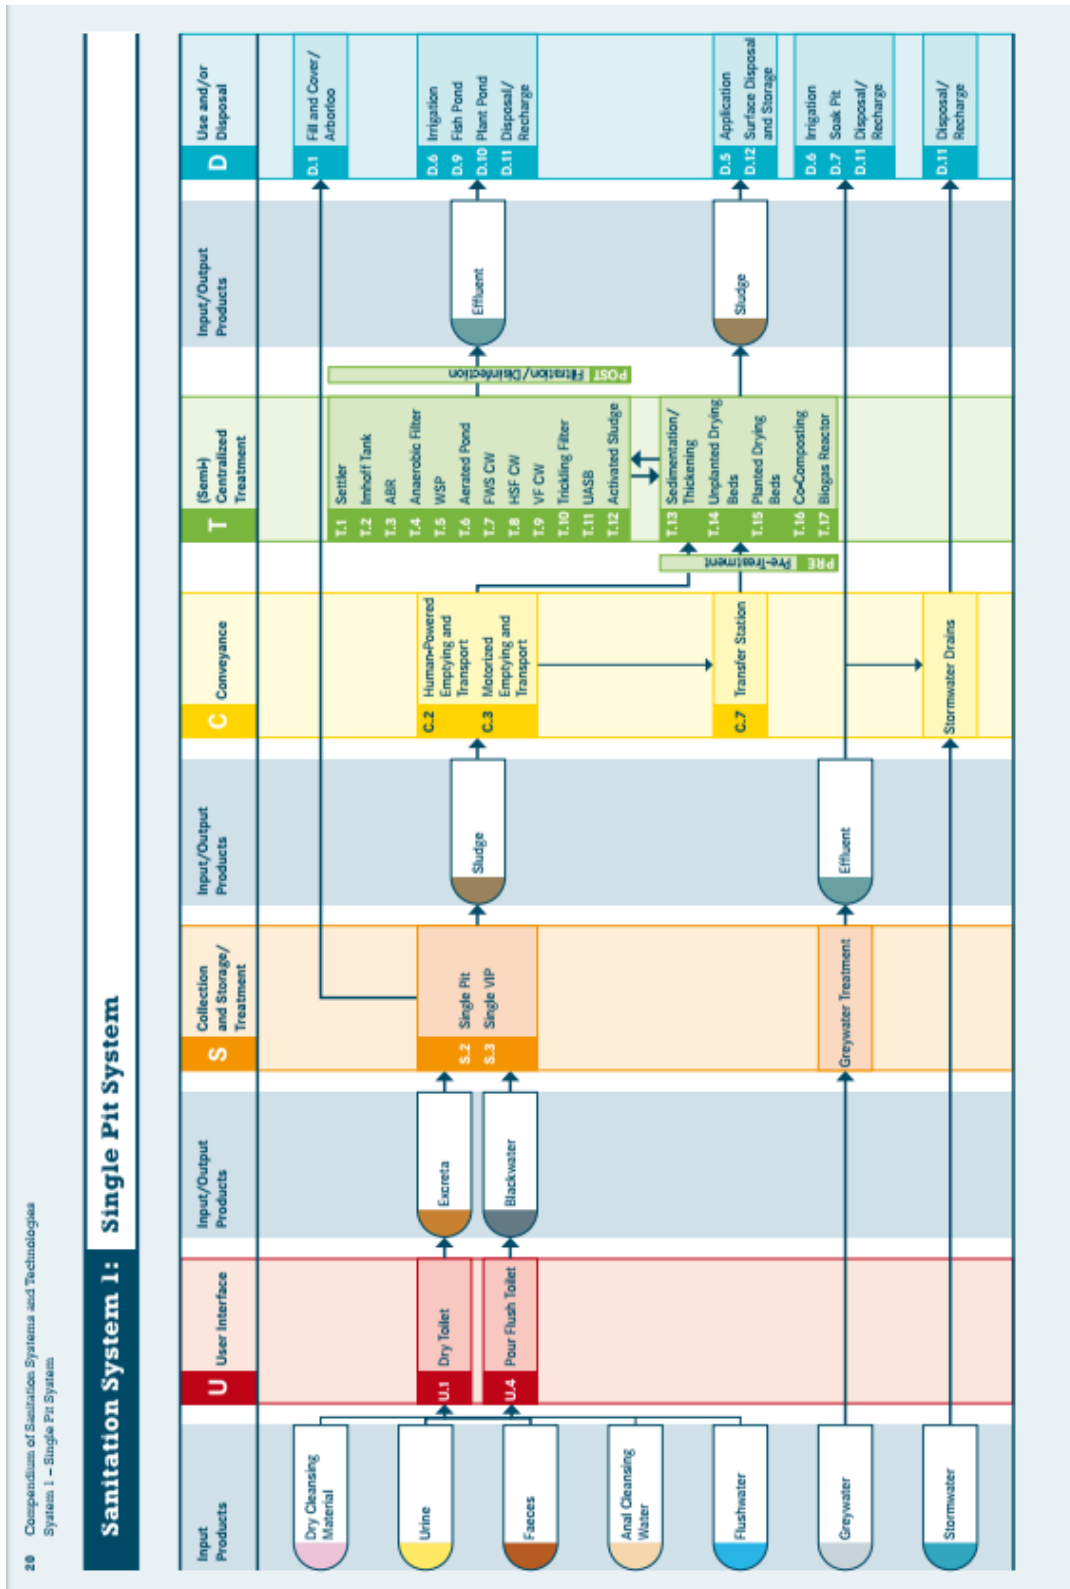 20
Compendium of Sanitation Systems and Technologies
System 1 – Single Pit System
Sanitation System 1: Single Pit System
Input
Products
U
User Interface
Input/Output
Products
S
Collection
and Storage/
Treatment
Input/Output
Products
C
Conveyance
T
(Semi-)
Centralized
Treatment
Input/Output
Products
D
Use and/or
Disposal
Dry Cleansing
Material
Urine
Faeces
Anal Cleansing
Water
Flushwater
Greywater
Stormwater
U.1 Dry Toilet
U.4 Pour Flush Toilet
Excreta
Blackwater
S.2 Single Pit
S.3 Single VIP
Greywater Treatment
Sludge
Effluent
C.2 Human-Powered
Emptying and
Transport
C.3 Motorized
Emptying and
Transport
C.7 Transfer Station
Stormwater Drains
PRE Pre-Treatment
T.1 Settler
T.2 Imhoff Tank
T.3 ABR
T.4 Anaerobic Filter
T.5 WSP
T.6 Aerated Pond
T.7 FWS CW
T.8 HSF CW
T.9 VF CW
T.10 Trickling Filter
T.11 UASB
T.12 Activated Sludge
T.13 Sedimentation/
Thickening
T.14 Unplanted Drying
Beds
T.15 Planted Drying
Beds
T.16 Co-Composting
T.17 Biogas Reactor
POST Filtration/Disinfection
Effluent
Sludge
D.1 Fill and Cover/
Arborloo
D.6 Irrigation
D.9 Fish Pond
D.10 Plant Pond
D.11 Disposal/
Recharge
D.5 Application
D.12 Surface Disposal
and Storage
D.6 Irrigation
D.7 Soak Pit
D.11 Disposal/
Recharge
D.11 Disposal/
Recharge